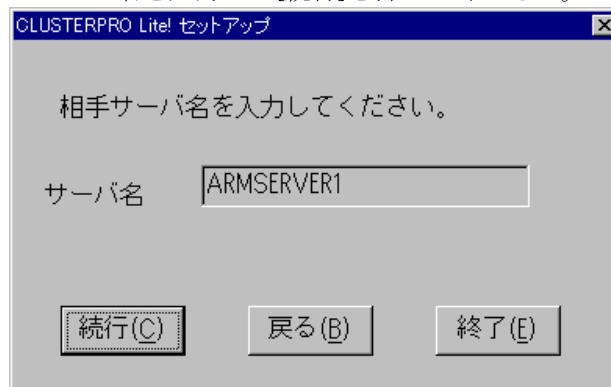 CLUSTERPRO Lite! セットアップ
相手サーバ名を入力してください。
サーバ名 ARMSERVER1
続行(C) 戻る(B) 終了(E)